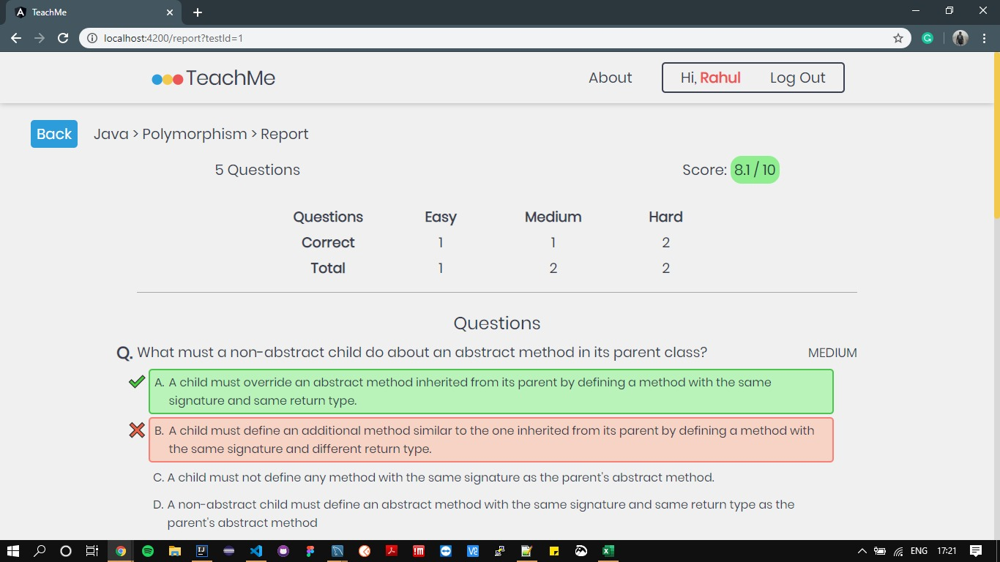 TeachMe
localhost:4200/report?testId=1
TeachMe
About
Hi, Rahul
Log Out
Back
Java > Polymorphism > Report
5 Questions
Score: 8.1 / 10
Questions Easy Medium Hard
Correct 1 1 2
Total 1 2 2
Questions
Q. What must a non-abstract child do about an abstract method in its parent class? MEDIUM
A. A child must override an abstract method inherited from its parent by defining a method with the same
signature and same return type.
B. A child must define an additional method similar to the one inherited from its parent by defining a method with
the same signature and different return type.
C. A child must not define any method with the same signature as the parent's abstract method.
D. A non-abstract child must define an abstract method with the same signature and same return type as the
parent's abstract method
ENG 17:21